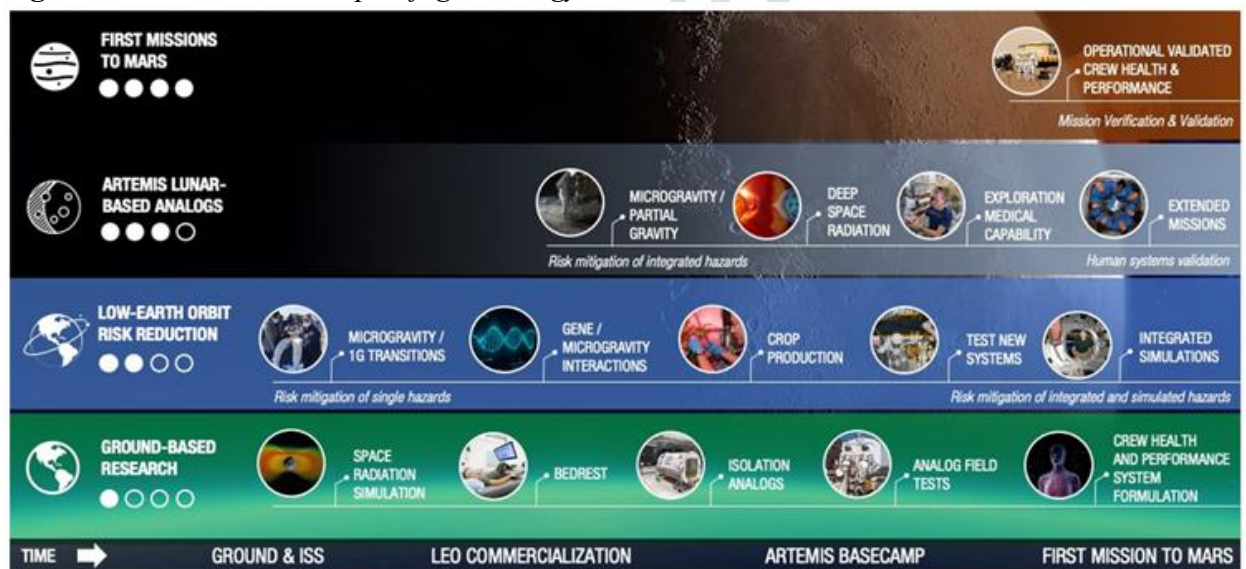 FIRST MISSIONS
TO MARS
OPERATIONAL VALIDATED
CREW HEALTH &
PERFORMANCE
Mission Verification & Validation
ARTEMIS LUNAR-
BASED ANALOGS
MICROGRAVITY /
PARTIAL
GRAVITY
DEEP
SPACE
RADIATION
EXPLORATION
MEDICAL
CAPABILITY
EXTENDED
MISSIONS
Risk mitigation of integrated hazards
Human systems validation
LOW-EARTH ORBIT
RISK REDUCTION
MICROGRAVITY /
1G TRANSITIONS
GENE /
MICROGRAVITY
INTERACTIONS
CROP
PRODUCTION
TEST NEW
SYSTEMS
INTEGRATED
SIMULATIONS
Risk mitigation of single hazards
Risk mitigation of integrated and simulated hazards
GROUND-BASED
RESEARCH
SPACE
RADIATION
SIMULATION
BEDREST
ISOLATION
ANALOGS
ANALOG FIELD
TESTS
CREW HEALTH
AND PERFORMANCE
SYSTEM
FORMULATION
TIME
GROUND & ISS
LEO COMMERCIALIZATION
ARTEMIS BASECAMP
FIRST MISSION TO MARS